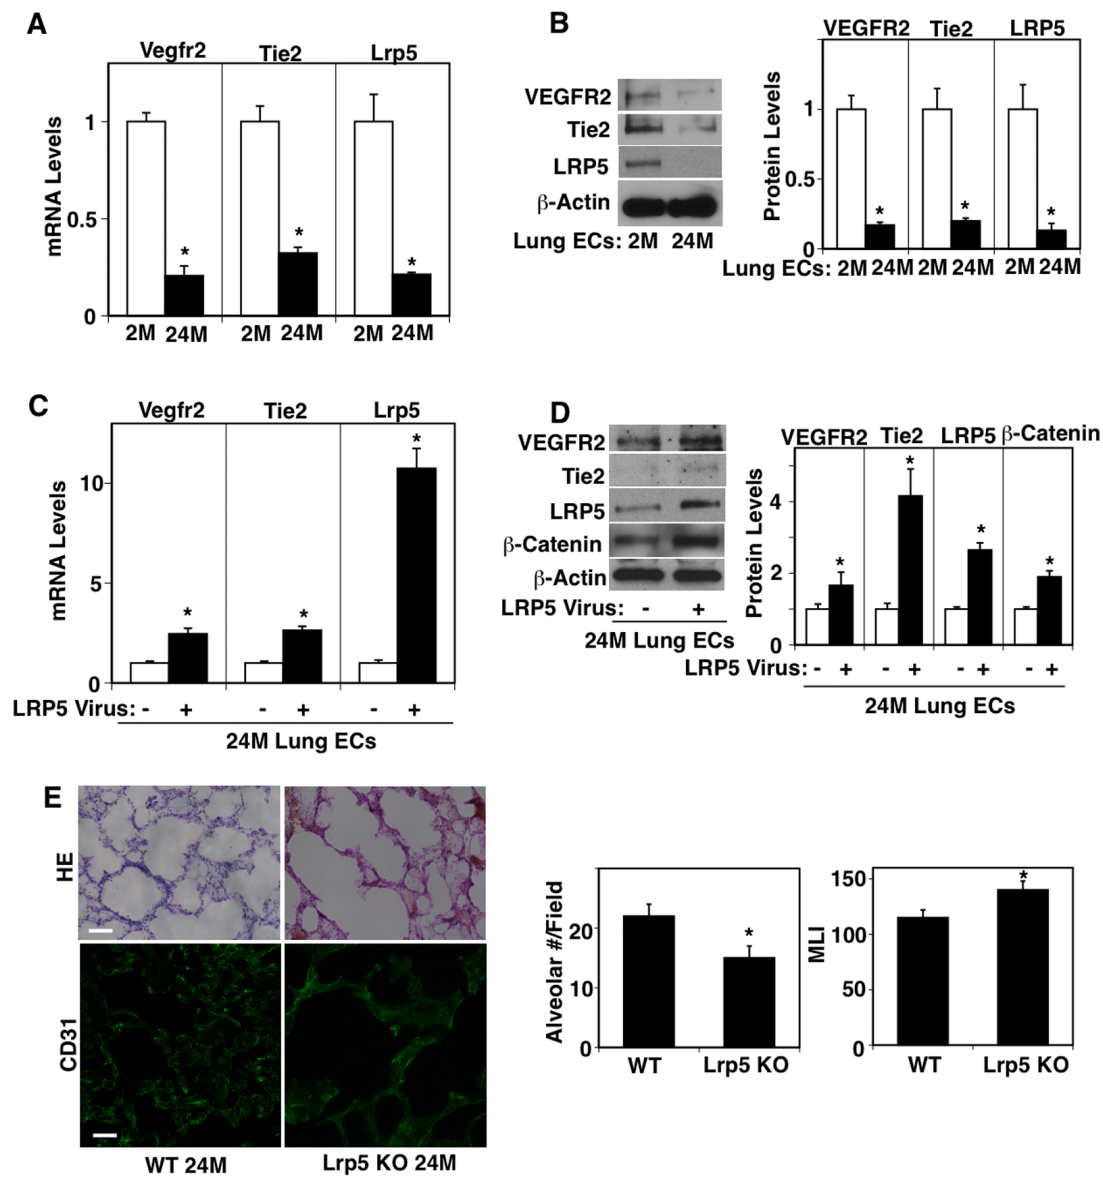 A
Vegfr2 Tie2 Lrp5
mRNA Levels
1
0.5
0
* * *
2M 24M 2M 24M 2M 24M
B
VEGFR2
Tie2
LRP5
β-Actin
Lung ECs: 2M 24M
VEGFR2 Tie2 LRP5
Protein Levels
1
0.5
0
* * *
Lung ECs: 2M 24M 2M 24M 2M 24M
C
Vegfr2 Tie2 Lrp5
mRNA Levels
10
5
0
* * *
LRP5 Virus: - + - + - +
24M Lung ECs
D
VEGFR2
Tie2
LRP5
β-Catenin
β-Actin
LRP5 Virus: - +
24M Lung ECs
VEGFR2 Tie2 LRP5 β-Catenin
Protein Levels
4
2
0
* * * *
LRP5 Virus: - + - + - + - +
24M Lung ECs
E
HE
CD31
WT 24M Lrp5 KO 24M
Alveolar #/Field
20
10
0
*
WT Lrp5 KO
MLI
150
100
50
0
*
WT Lrp5 KO